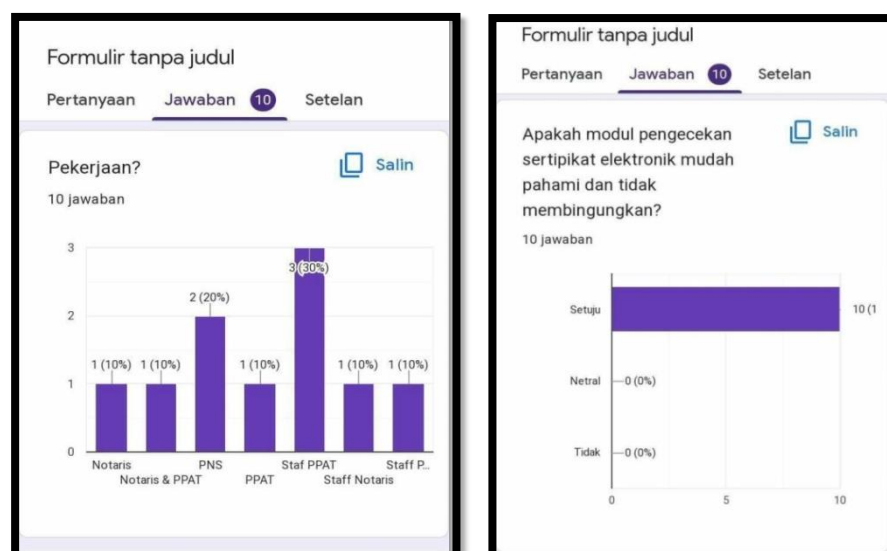 Formulir tanpa judul
Pertanyaan Jawaban 10 Setelan
Pekerjaan?
Salin
10 jawaban
3
2
1
0
1 (10%) 1 (10%) 2 (20%) 1 (10%) 3 (30%) 1 (10%) 1 (10%)
Notaris PNS Staf PPAT Staff P...
Notaris & PPAT PPAT Staff Notaris
Formulir tanpa judul
Pertanyaan Jawaban 10 Setelan
Apakah modul pengecekan
sertipikat elektronik mudah
pahami dan tidak
membingungkan?
Salin
10 jawaban
Setuju 10 (1
Netral 0 (0%)
Tidak 0 (0%)
0 5 10